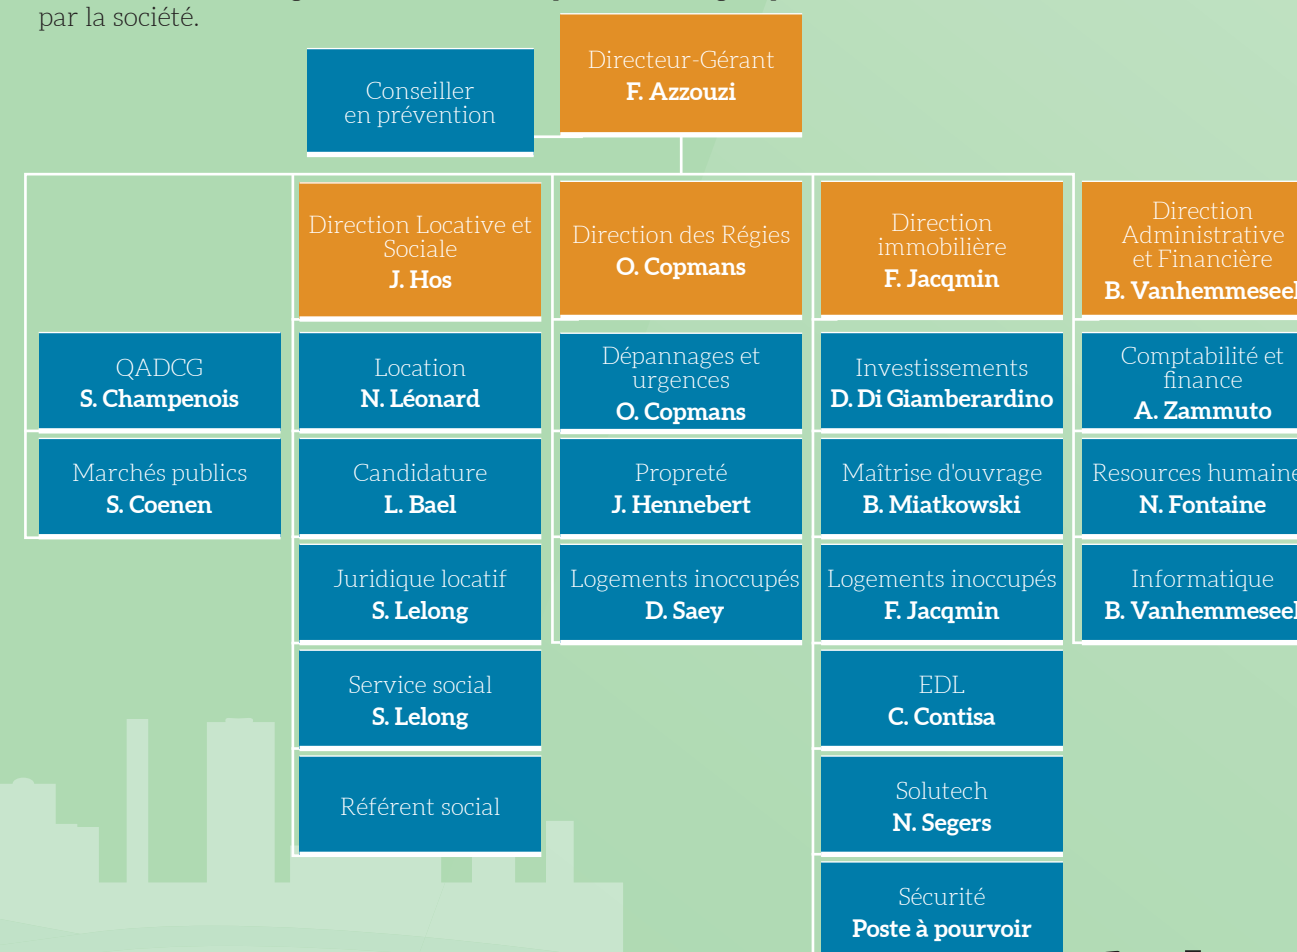 par la société.
Directeur-Gérant
F. Azzouzi
Conseiller
en prévention
Direction Locative et
Sociale
J. Hos
Direction des Régies
O. Copmans
Direction
immobilière
F. Jacqmin
Direction
Administrative
et Financière
B. Vanhemmeseel
QADCG
S. Champenois
Marchés publics
S. Coenen
Location
N. Léonard
Candidature
L. Bael
Juridique locatif
S. Lelong
Service social
S. Lelong
Référent social
Dépannages et
urgences
O. Copmans
Propreté
J. Hennebert
Logements inoccupés
D. Saey
Investissements
D. Di Giamberardino
Maîtrise d'ouvrage
B. Miatkowski
Logements inoccupés
F. Jacqmin
EDL
C. Contisa
Solutech
N. Segers
Sécurité
Poste à pourvoir
Comptabilité et
finance
A. Zammuto
Resources humaine
N. Fontaine
Informatique
B. Vanhemmeseel